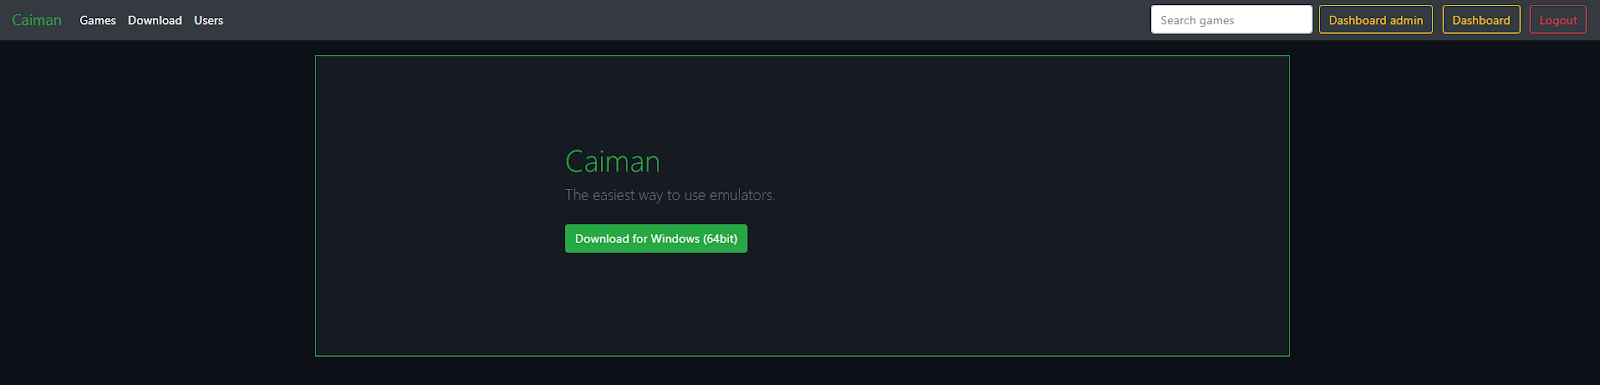 Caiman Games Download Users Search games Dashboard admin Dashboard Logout
Caiman
The easiest way to use emulators.
Download for Windows (64bit)